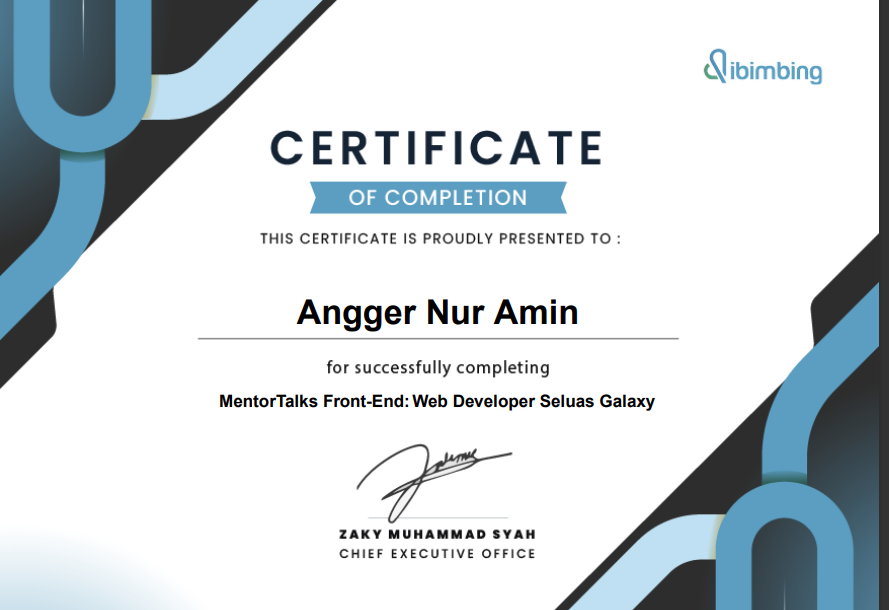 dibimbing
CERTIFICATE
OF COMPLETION
THIS CERTIFICATE IS PROUDLY PRESENTED TO :
Angger Nur Amin
for successfully completing
MentorTalks Front-End: Web Developer Seluas Galaxy
ZAKY MUHAMMAD SYAH
CHIEF EXECUTIVE OFFICE